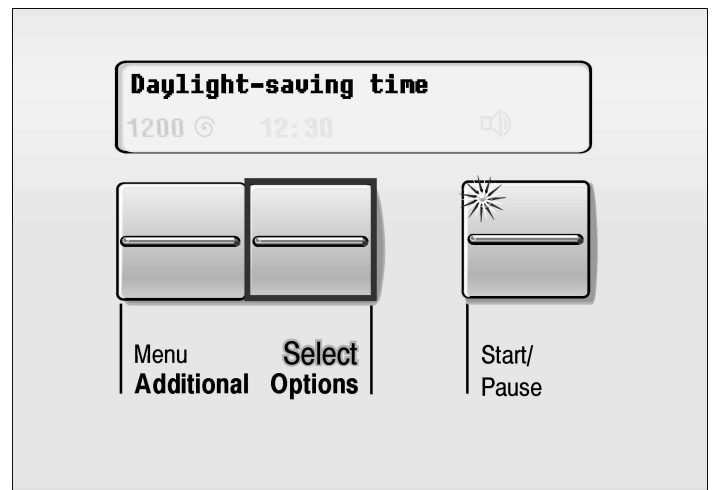 Daylight-saving time
1200 12:30
Menu Select
Additional Options
Start/
Pause